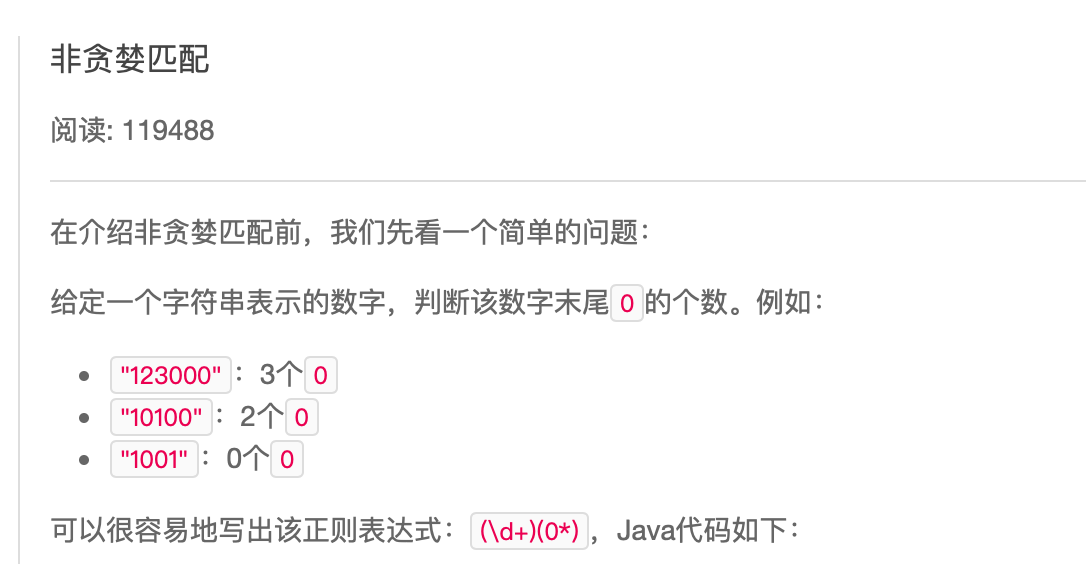 非贪婪匹配
阅读: 119488
在介绍非贪婪匹配前，我们先看一个简单的问题：
给定一个字符串表示的数字，判断该数字末尾0的个数。例如：
"123000"：3个0
"10100"：2个0
"1001"：0个0
可以很容易地写出该正则表达式：(\d+)(0*)，Java代码如下：